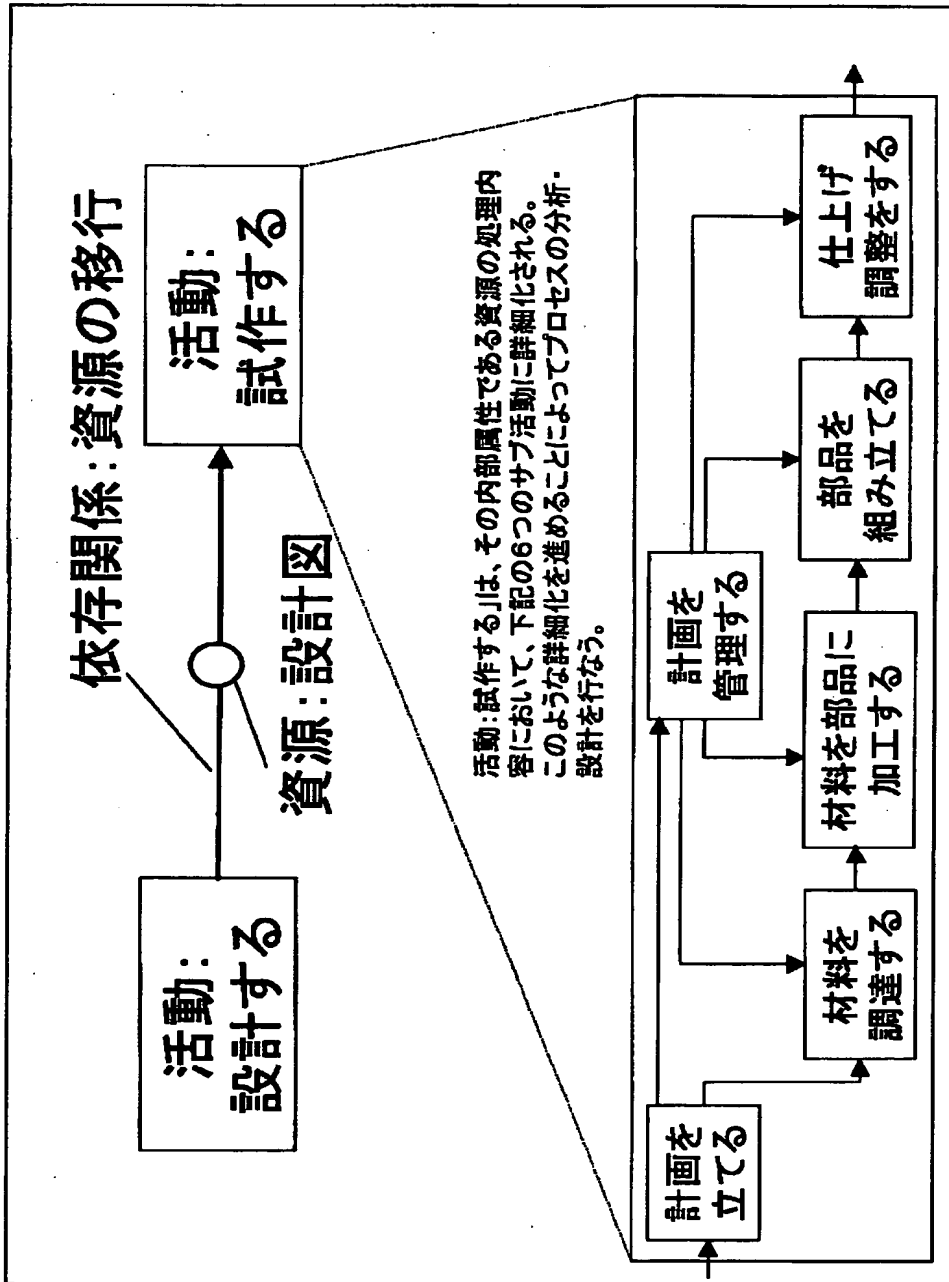 依存関係:資源の移行
活動:
設計する
活動:
試作する
資源:設計図
活動:試作する」は、その内部属性である資源の処理内
容において、下記の6つのサブ活動に詳細化される。
このような詳細化を進めることによってプロセスの分析・
設計を行なう。
計画を
立てる
計画を
管理する
材料を
調達する
材料を部品に
加工する
部品を
組み立てる
仕上げ
調整をする